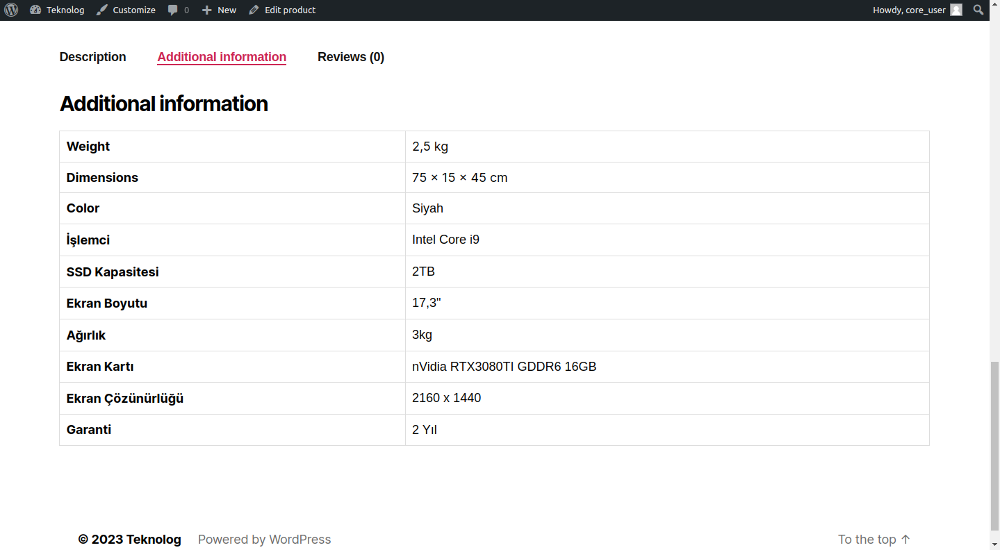 Teknolog Customize 0 New Edit product Howdy, core_user
Description Additional information Reviews (0)
Additional information
Weight 2,5 kg
Dimensions 75 × 15 × 45 cm
Color Siyah
İşlemci Intel Core i9
SSD Kapasitesi 2TB
Ekran Boyutu 17,3"
Ağırlık 3kg
Ekran Kartı nVidia RTX3080TI GDDR6 16GB
Ekran Çözünürlüğü 2160 x 1440
Garanti 2 Yıl
© 2023 Teknolog Powered by WordPress To the top ↑